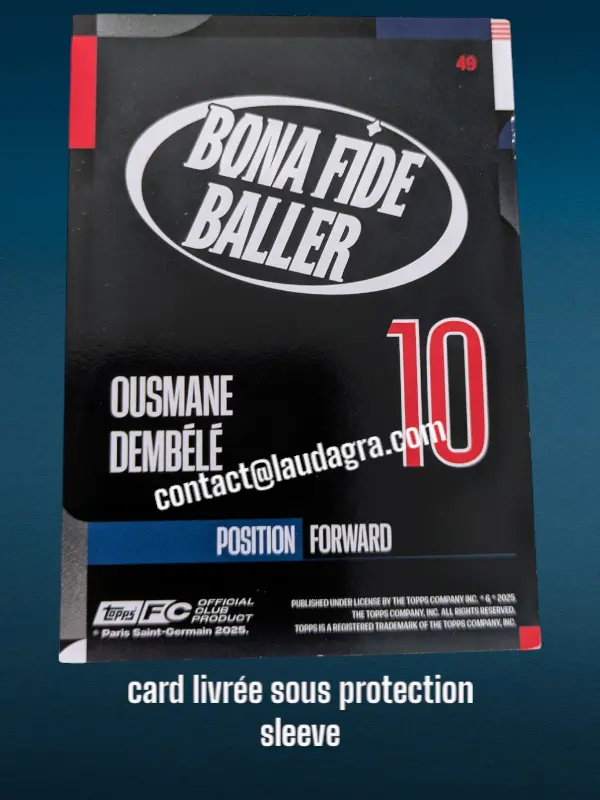 49
BONA FIDE
BALLER
10
OUSMANE
DEMBÉLÉ
contact@laudagra.com
POSITION FORWARD
topps FC OFFICIAL CLUB PRODUCT
© Paris Saint-Germain 2025.
PUBLISHED UNDER LICENSE BY THE TOPPS COMPANY INC. ® & © 2025
THE TOPPS COMPANY, INC. ALL RIGHTS RESERVED.
TOPPS IS A REGISTERED TRADEMARK OF THE TOPPS COMPANY, INC.
card livrée sous protection
sleeve